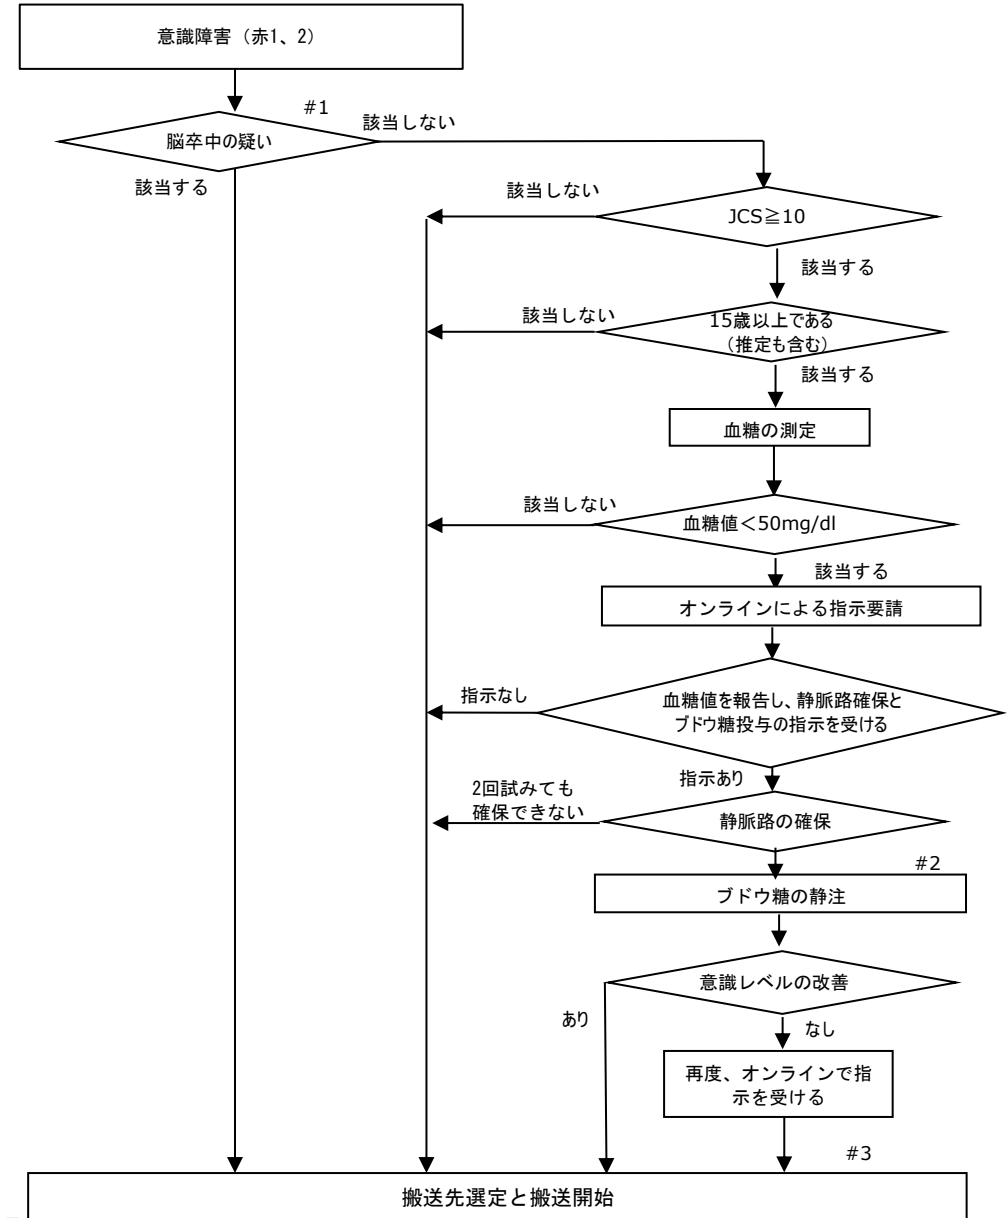 意識障害（赤1、2）
#1
脳卒中の疑い
該当しない
該当する
該当しない
JCS≧10
該当する
該当しない
15歳以上である
（推定も含む）
該当する
血糖の測定
該当しない
血糖値＜50mg/dl
該当する
オンラインによる指示要請
指示なし
血糖値を報告し、静脈路確保と
ブドウ糖投与の指示を受ける
指示あり
2回試みても
確保できない
静脈路の確保
#2
ブドウ糖の静注
意識レベルの改善
あり
なし
再度、オンラインで指
示を受ける
#3
搬送先選定と搬送開始